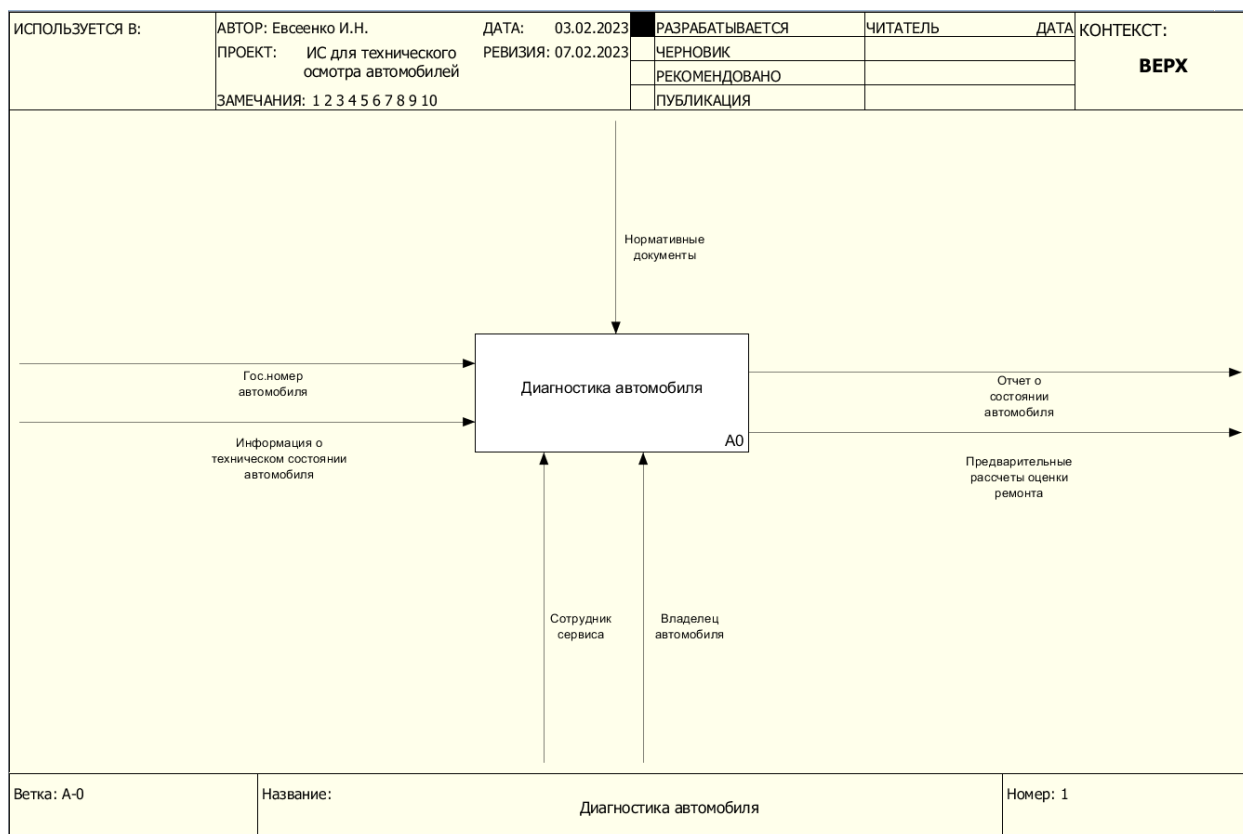 ИСПОЛЬЗУЕТСЯ В:
АВТОР: Евсеенко И.Н.
ДАТА: 03.02.2023
РАЗРАБАТЫВАЕТСЯ
ЧИТАТЕЛЬ
ДАТА
КОНТЕКСТ:
ПРОЕКТ: ИС для технического
осмотра автомобилей
РЕВИЗИЯ: 07.02.2023
ЧЕРНОВИК
ВЕРХ
РЕКОМЕНДОВАНО
ЗАМЕЧАНИЯ: 1 2 3 4 5 6 7 8 9 10
ПУБЛИКАЦИЯ
Нормативные
документы
Гос.номер
автомобиля
Диагностика автомобиля
A0
Отчет о
состоянии
автомобиля
Информация о
техническом состоянии
автомобиля
Предварительные
рассчеты оценки
ремонта
Сотрудник
сервиса
Владелец
автомобиля
Ветка: A-0
Название:
Диагностика автомобиля
Номер: 1